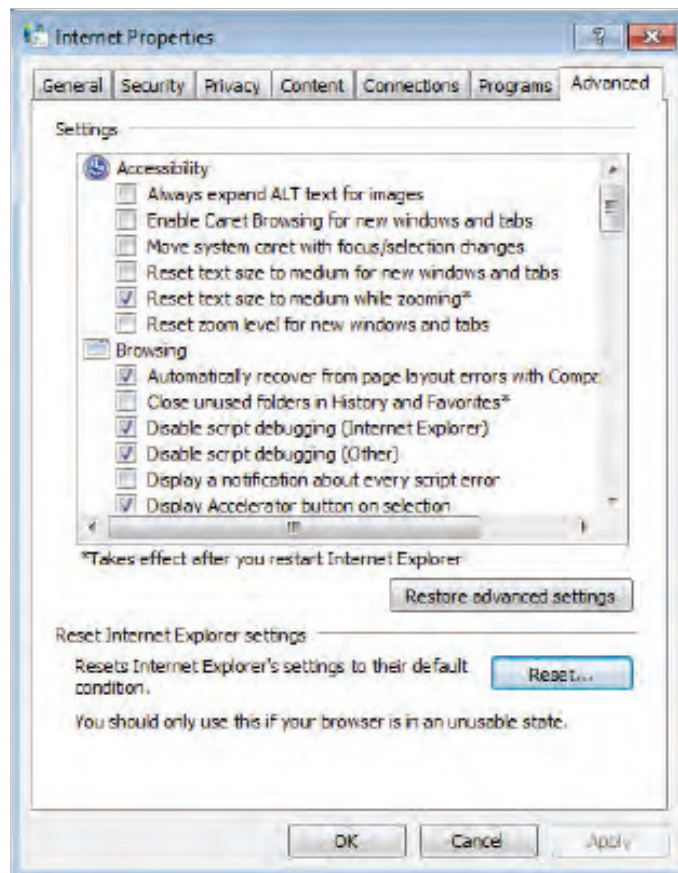 Internet Properties
General Security Privacy Content Connections Programs Advanced
Settings
Accessibility
Always expand ALT text for images
Enable Caret Browsing for new windows and tabs
Move system caret with focus/selection changes
Reset text size to medium for new windows and tabs
Reset text size to medium while zooming*
Reset zoom level for new windows and tabs
Browsing
Automatically recover from page layout errors with Compa
Close unused folders in History and Favorites*
Disable script debugging (Internet Explorer)
Disable script debugging (Other)
Display a notification about every script error
Display Accelerator button on selection
*Takes effect after you restart Internet Explorer
Restore advanced settings
Reset Internet Explorer settings
Resets Internet Explorer's settings to their default
condition.
Reset...
You should only use this if your browser is in an unusable state.
OK Cancel Apply